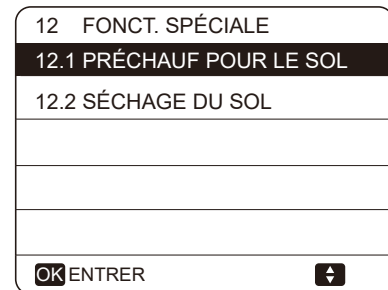 12 FONCT. SPÉCIALE
12.1 PRÉCHAUF POUR LE SOL
12.2 SÉCHAGE DU SOL
OK ENTRER